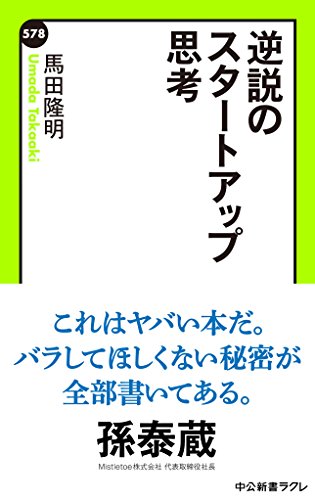 578
馬田隆明
Umada Takaaki
逆説の
スタートアップ
思考
これはヤバい本だ。
バラしてほしくない秘密が
全部書いてある。
孫泰蔵
Mistletoe株式会社 代表取締役社長
中公新書ラクレ